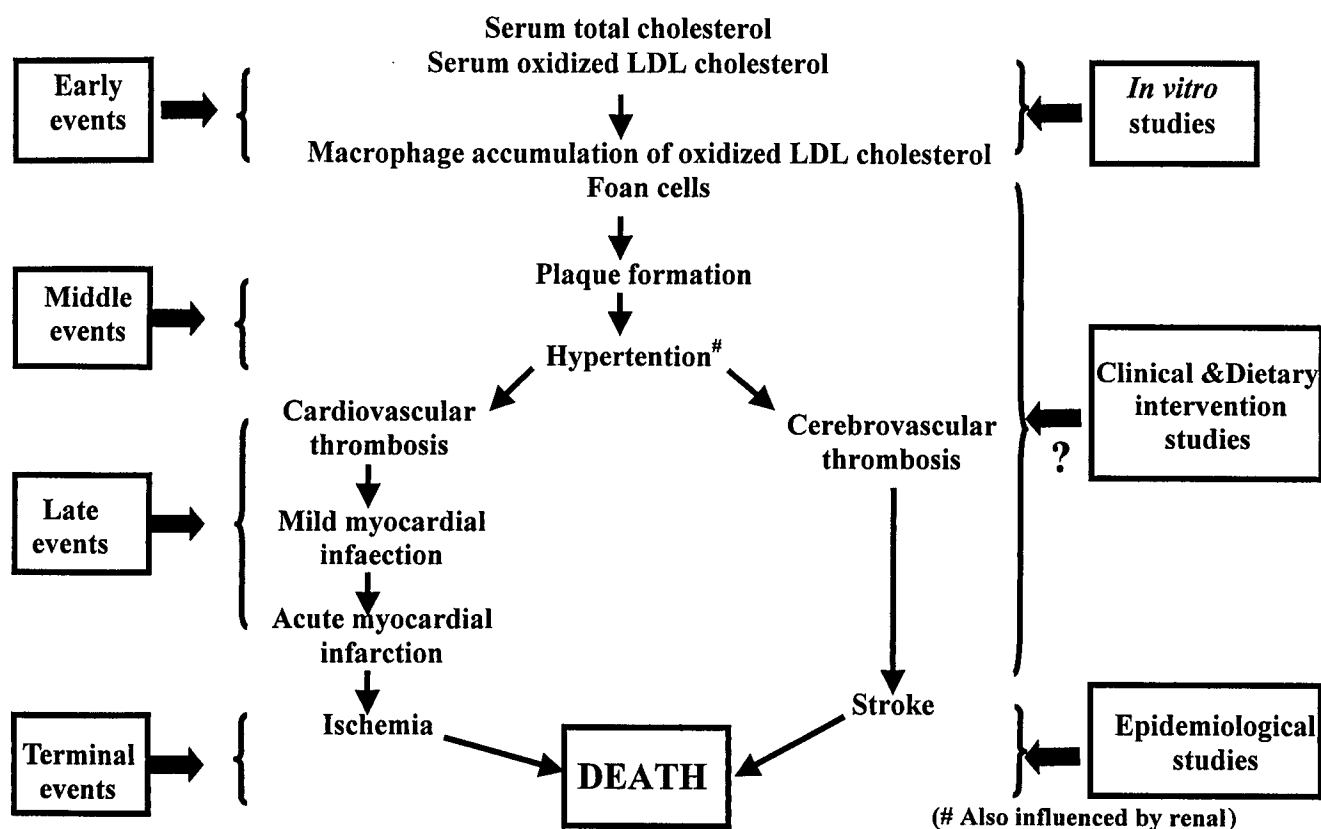 Serum total cholesterol
Serum oxidized LDL cholesterol
Early
events
In vitro
studies
Macrophage accumulation of oxidized LDL cholesterol
Foan cells
Plaque formation
Middle
events
Hypertention#
Clinical &Dietary
intervention
studies
?
Cardiovascular
thrombosis
Cerebrovascular
thrombosis
Late
events
Mild myocardial
infaection
Acute myocardial
infarction
Ischemia
Stroke
Terminal
events
DEATH
Epidemiological
studies
(# Also influenced by renal)